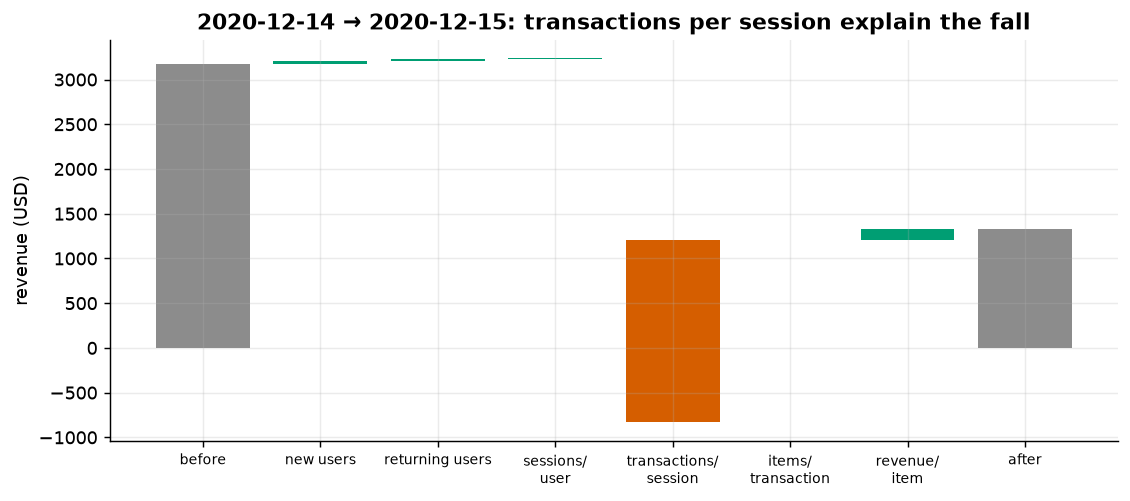 2020-12-14 → 2020-12-15: transactions per session explain the fall
revenue (USD)
3000
2500
2000
1500
1000
500
0
−500
−1000
before
new users
returning users
sessions/
user
transactions/
session
items/
transaction
revenue/
item
after